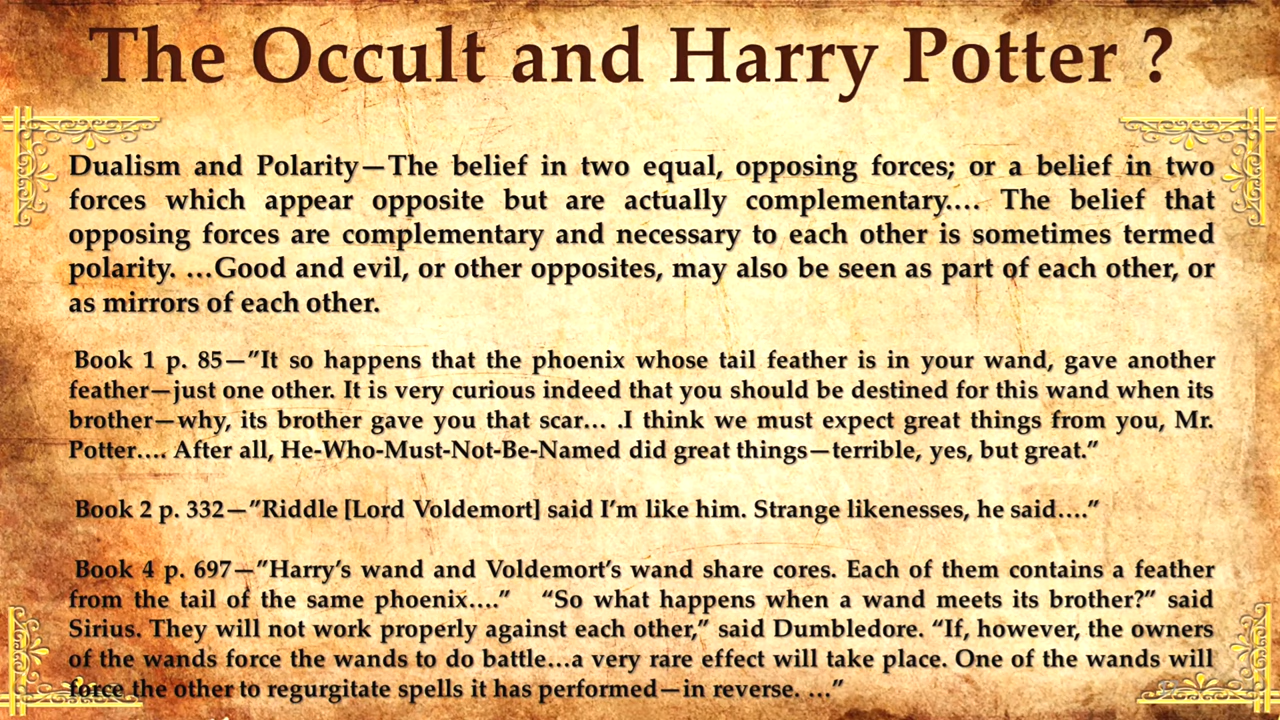 The Occult and Harry Potter ?
Dualism and Polarity—The belief in two equal, opposing forces; or a belief in two
forces which appear opposite but are actually complementary.… The belief that
opposing forces are complementary and necessary to each other is sometimes termed
polarity. …Good and evil, or other opposites, may also be seen as part of each other, or
as mirrors of each other.
Book 1 p. 85—”It so happens that the phoenix whose tail feather is in your wand, gave another
feather—just one other. It is very curious indeed that you should be destined for this wand when its
brother—why, its brother gave you that scar… .I think we must expect great things from you, Mr.
Potter…. After all, He-Who-Must-Not-Be-Named did great things—terrible, yes, but great.”
Book 2 p. 332—”Riddle [Lord Voldemort] said I’m like him. Strange likenesses, he said….”
Book 4 p. 697—”Harry’s wand and Voldemort’s wand share cores. Each of them contains a feather
from the tail of the same phoenix….” “So what happens when a wand meets its brother?” said
Sirius. They will not work properly against each other,” said Dumbledore. “If, however, the owners
of the wands force the wands to do battle…a very rare effect will take place. One of the wands will
force the other to regurgitate spells it has performed—in reverse. …”